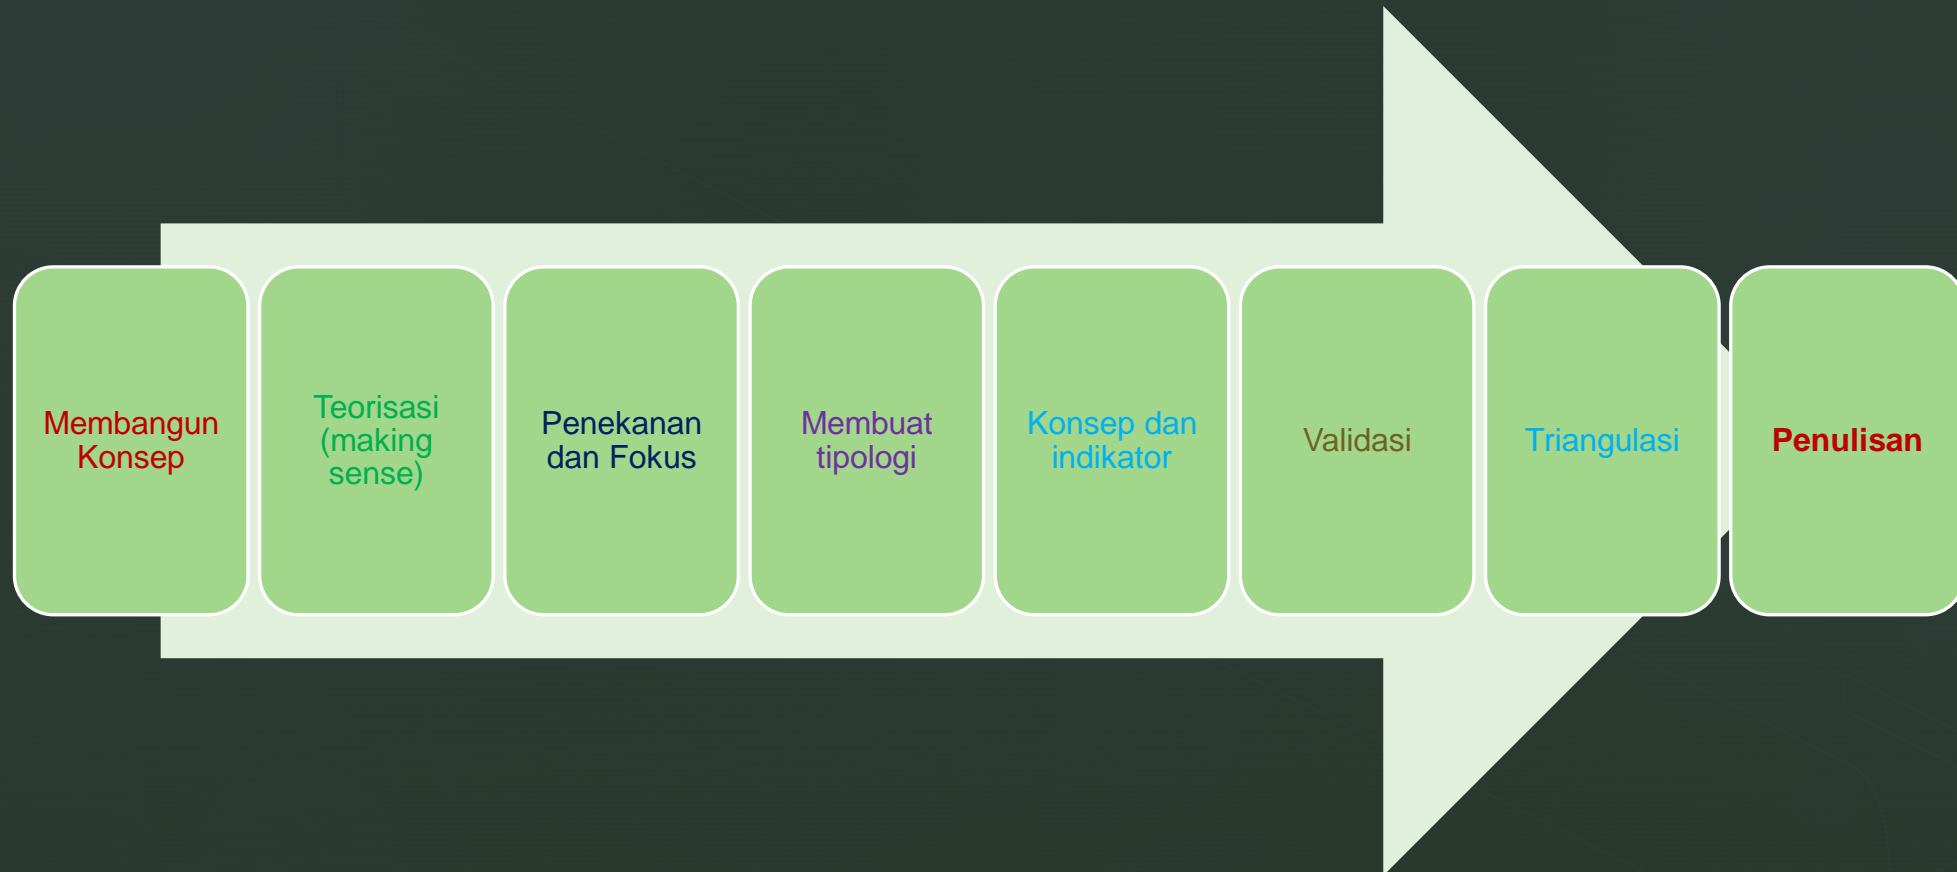 Membangun
Konsep
Teorisasi
(making
sense)
Penekanan
dan Fokus
Membuat
tipologi
Konsep dan
indikator
Validasi
Triangulasi
Penulisan